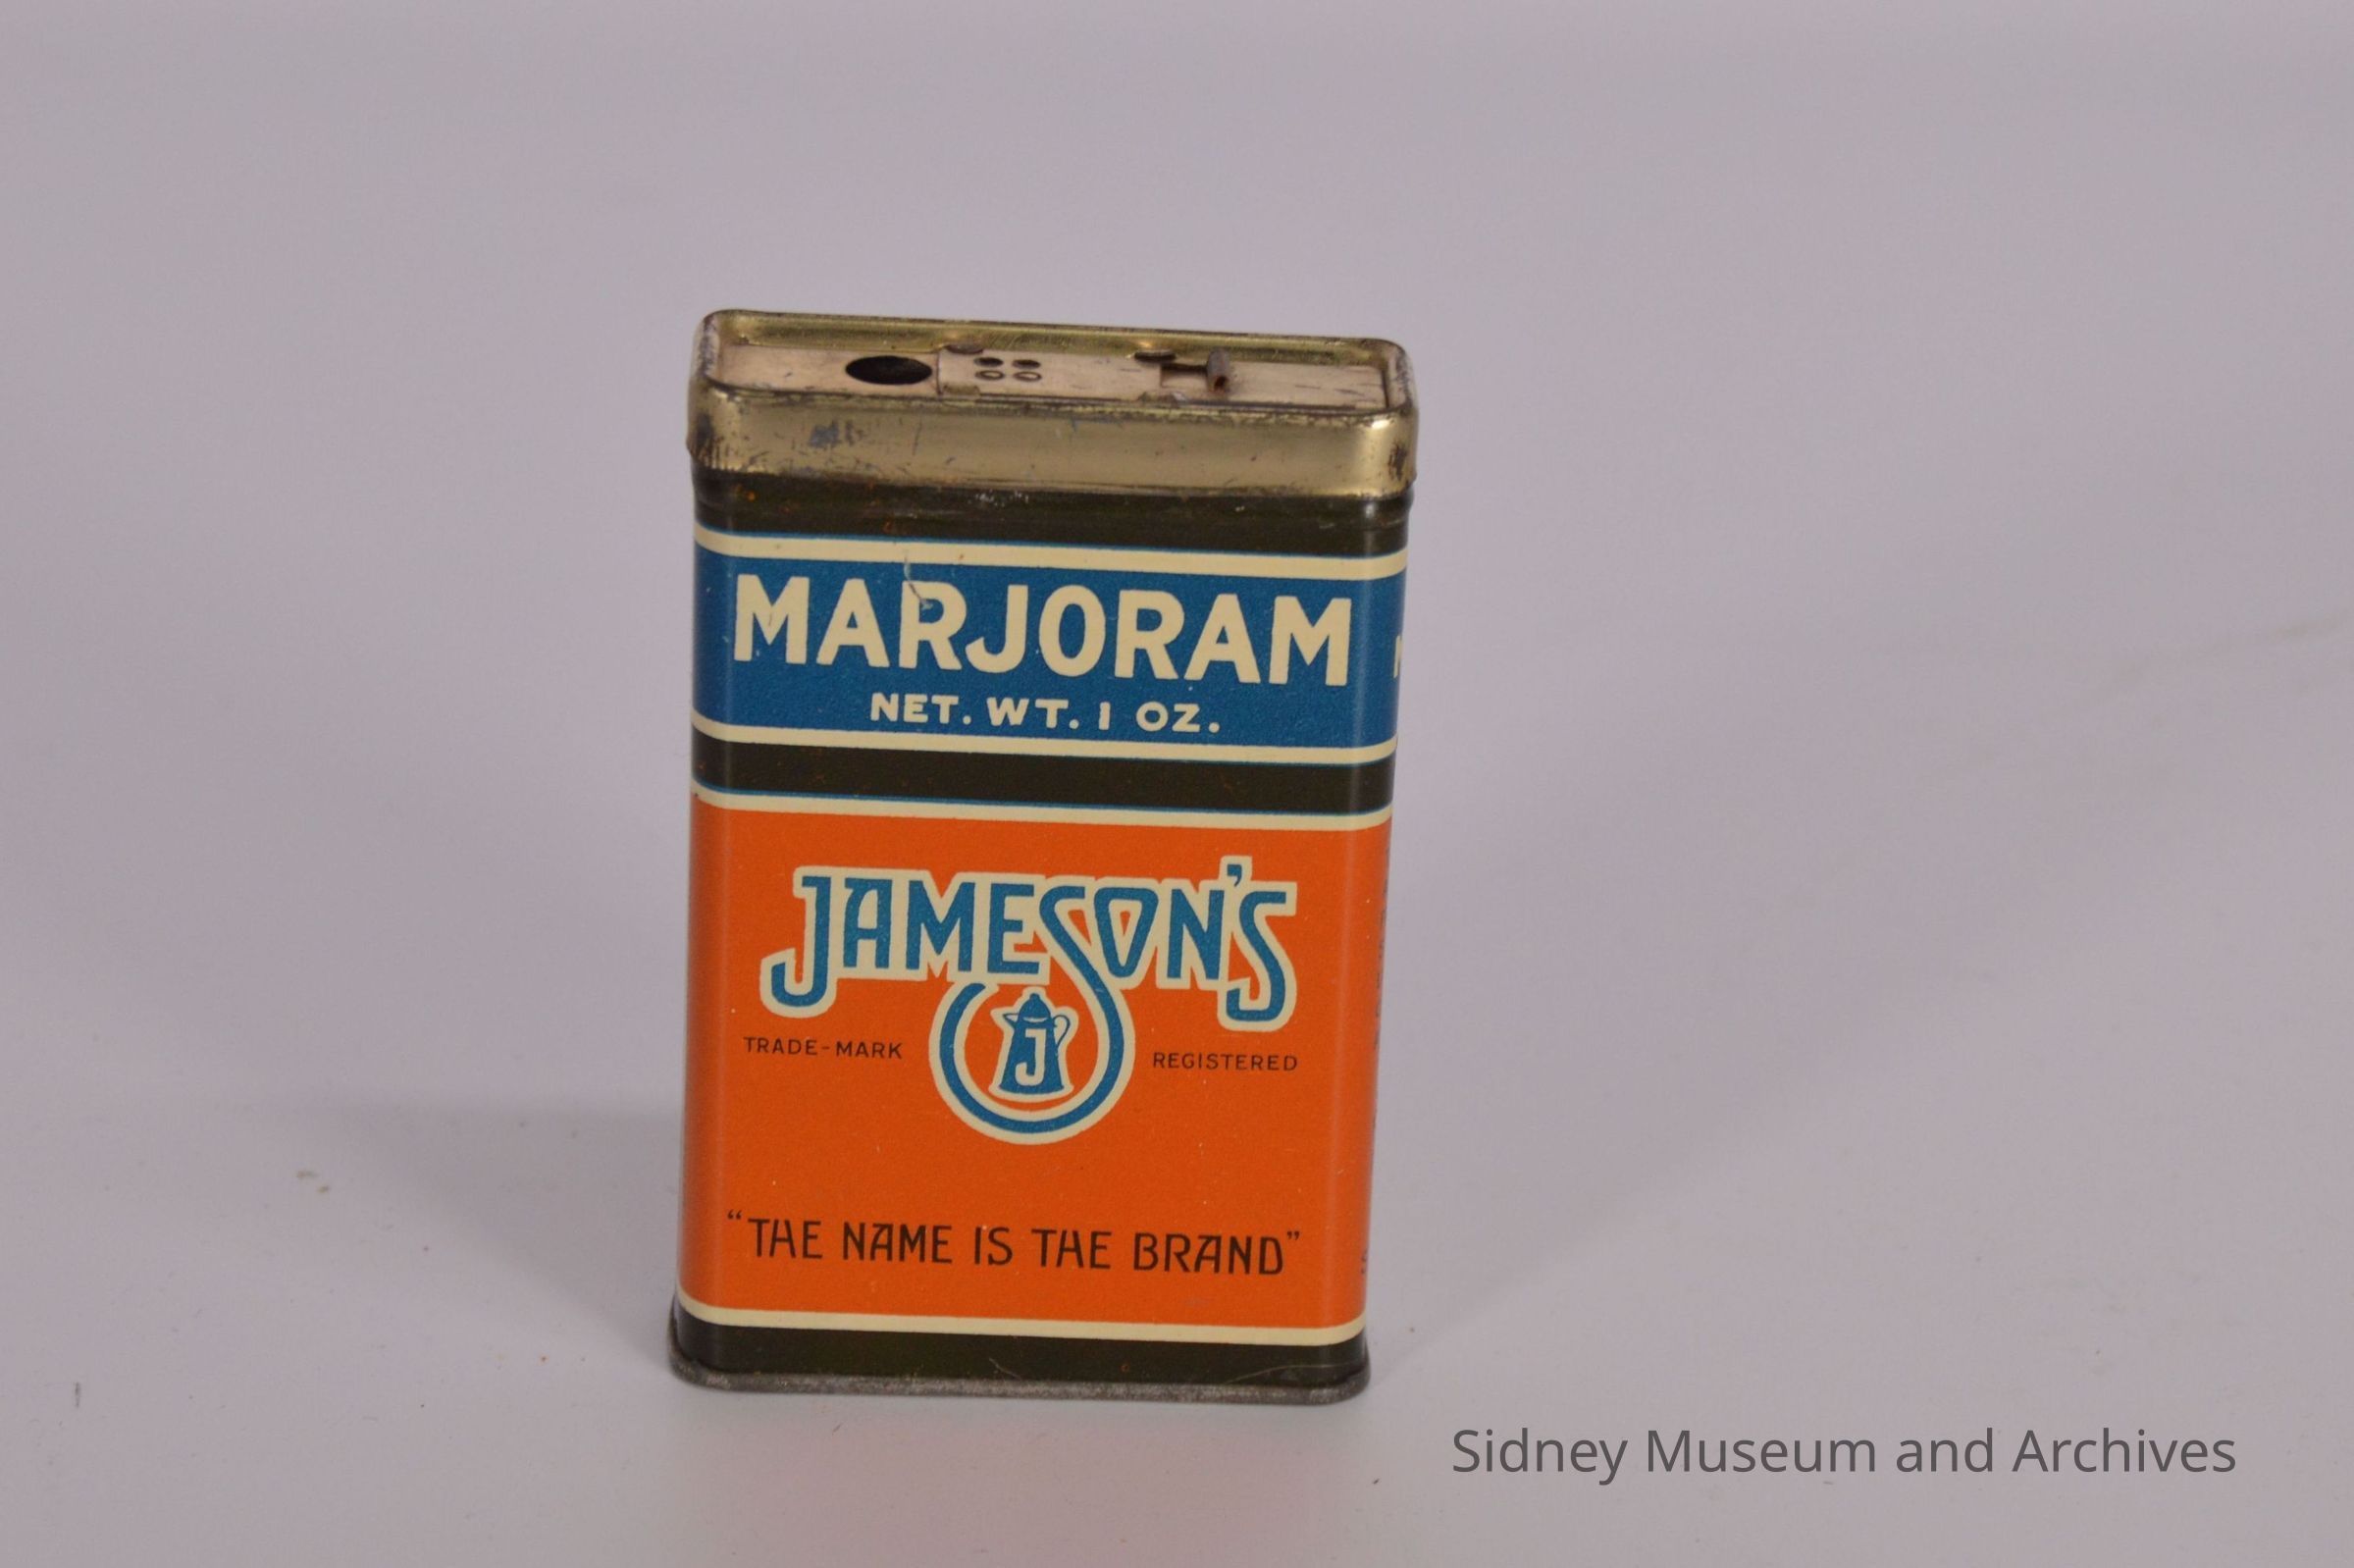 MARJORAM
NET. WT. 1 OZ.
JAMESON'S
J
TRADE-MARK REGISTERED
"THE NAME IS THE BRAND"
Sidney Museum and Archives